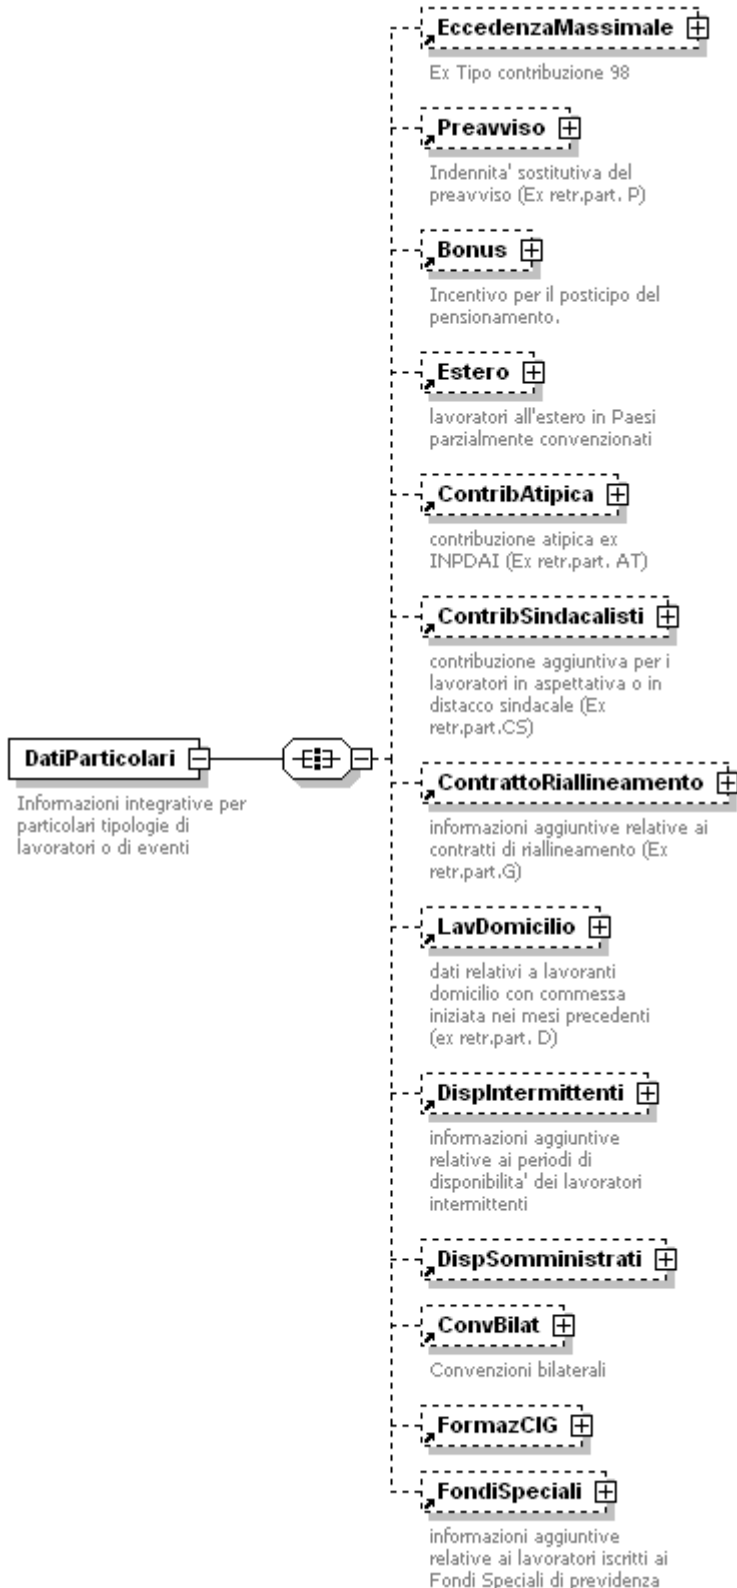 EccedenzaMassimale
Ex Tipo contribuzione 98
Preavviso
Indennita' sostitutiva del
preavviso (Ex retr.part. P)
Bonus
Incentivo per il posticipo del
pensionamento.
Estero
lavoratori all'estero in Paesi
parzialmente convenzionati
ContribAtipica
contribuzione atipica ex
INPDAI (Ex retr.part. AT)
ContribSindacalisti
contribuzione aggiuntiva per i
lavoratori in aspettativa o in
distacco sindacale (Ex
retr.part.CS)
DatiParticolari
Informazioni integrative per
particolari tipologie di
lavoratori o di eventi
ContrattoRiallineamento
informazioni aggiuntive relative ai
contratti di riallineamento (Ex
retr.part.G)
LavDomicilio
dati relativi a lavoranti
domicilio con commessa
iniziata nei mesi precedenti
(ex retr.part. D)
DispIntermittenti
informazioni aggiuntive
relative ai periodi di
disponibilita' dei lavoratori
intermittenti
DispSomministrati
ConvBilat
Convenzioni bilaterali
FormazCIG
FondiSpeciali
informazioni aggiuntive
relative ai lavoratori iscritti ai
Fondi Speciali di previdenza